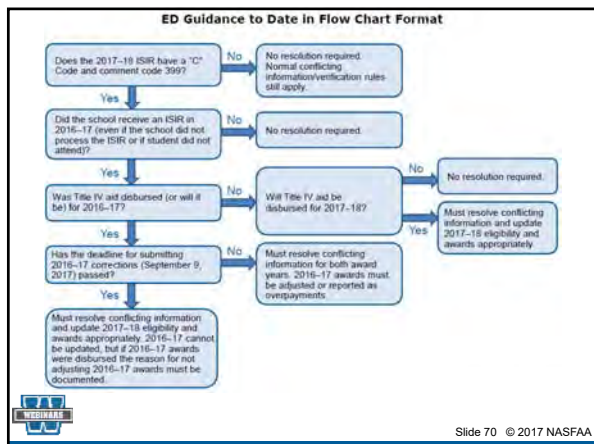 ED Guidance to Date in Flow Chart Format
Does the 2017–18 ISIR have a "C"
Code and comment code 399?
No
No resolution required.
Normal conflicting
information/verification rules
still apply.
Yes
Did the school receive an ISIR in
2016–17 (even if the school did not
process the ISIR or if student did not
attend)?
No
No resolution required.
Yes
Was Title IV aid disbursed (or will it
be) for 2016–17?
No
Will Title IV aid be
disbursed for 2017–18?
No
No resolution required.
Yes
Must resolve conflicting
information and update
2017–18 eligibility and
awards appropriately.
Yes
Has the deadline for submitting
2016–17 corrections (September 9,
2017) passed?
No
Must resolve conflicting
information for both award
years. 2016–17 awards must
be adjusted or reported as
overpayments
Yes
Must resolve conflicting information
and update 2017–18 eligibility and
awards appropriately. 2016–17 cannot
be updated, but if 2016–17 awards
were disbursed the reason for not
adjusting 2016–17 awards must be
documented.
W
WEBINARS
Slide 70 © 2017 NASFAA